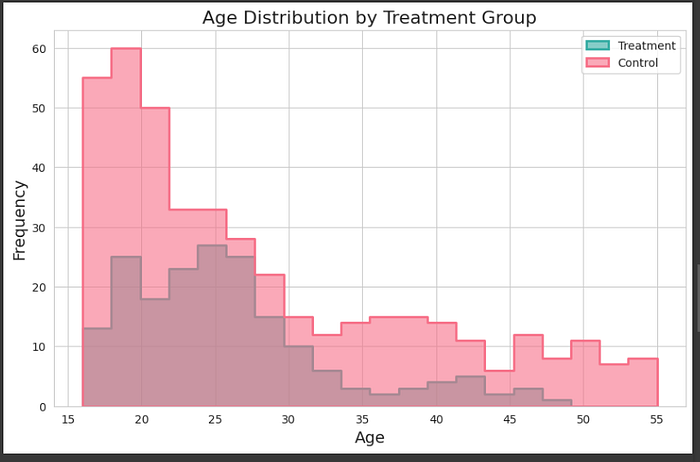 Age Distribution by Treatment Group
Treatment
Control
Frequency
60
50
40
30
20
10
0
15 20 25 30 35 40 45 50 55
Age